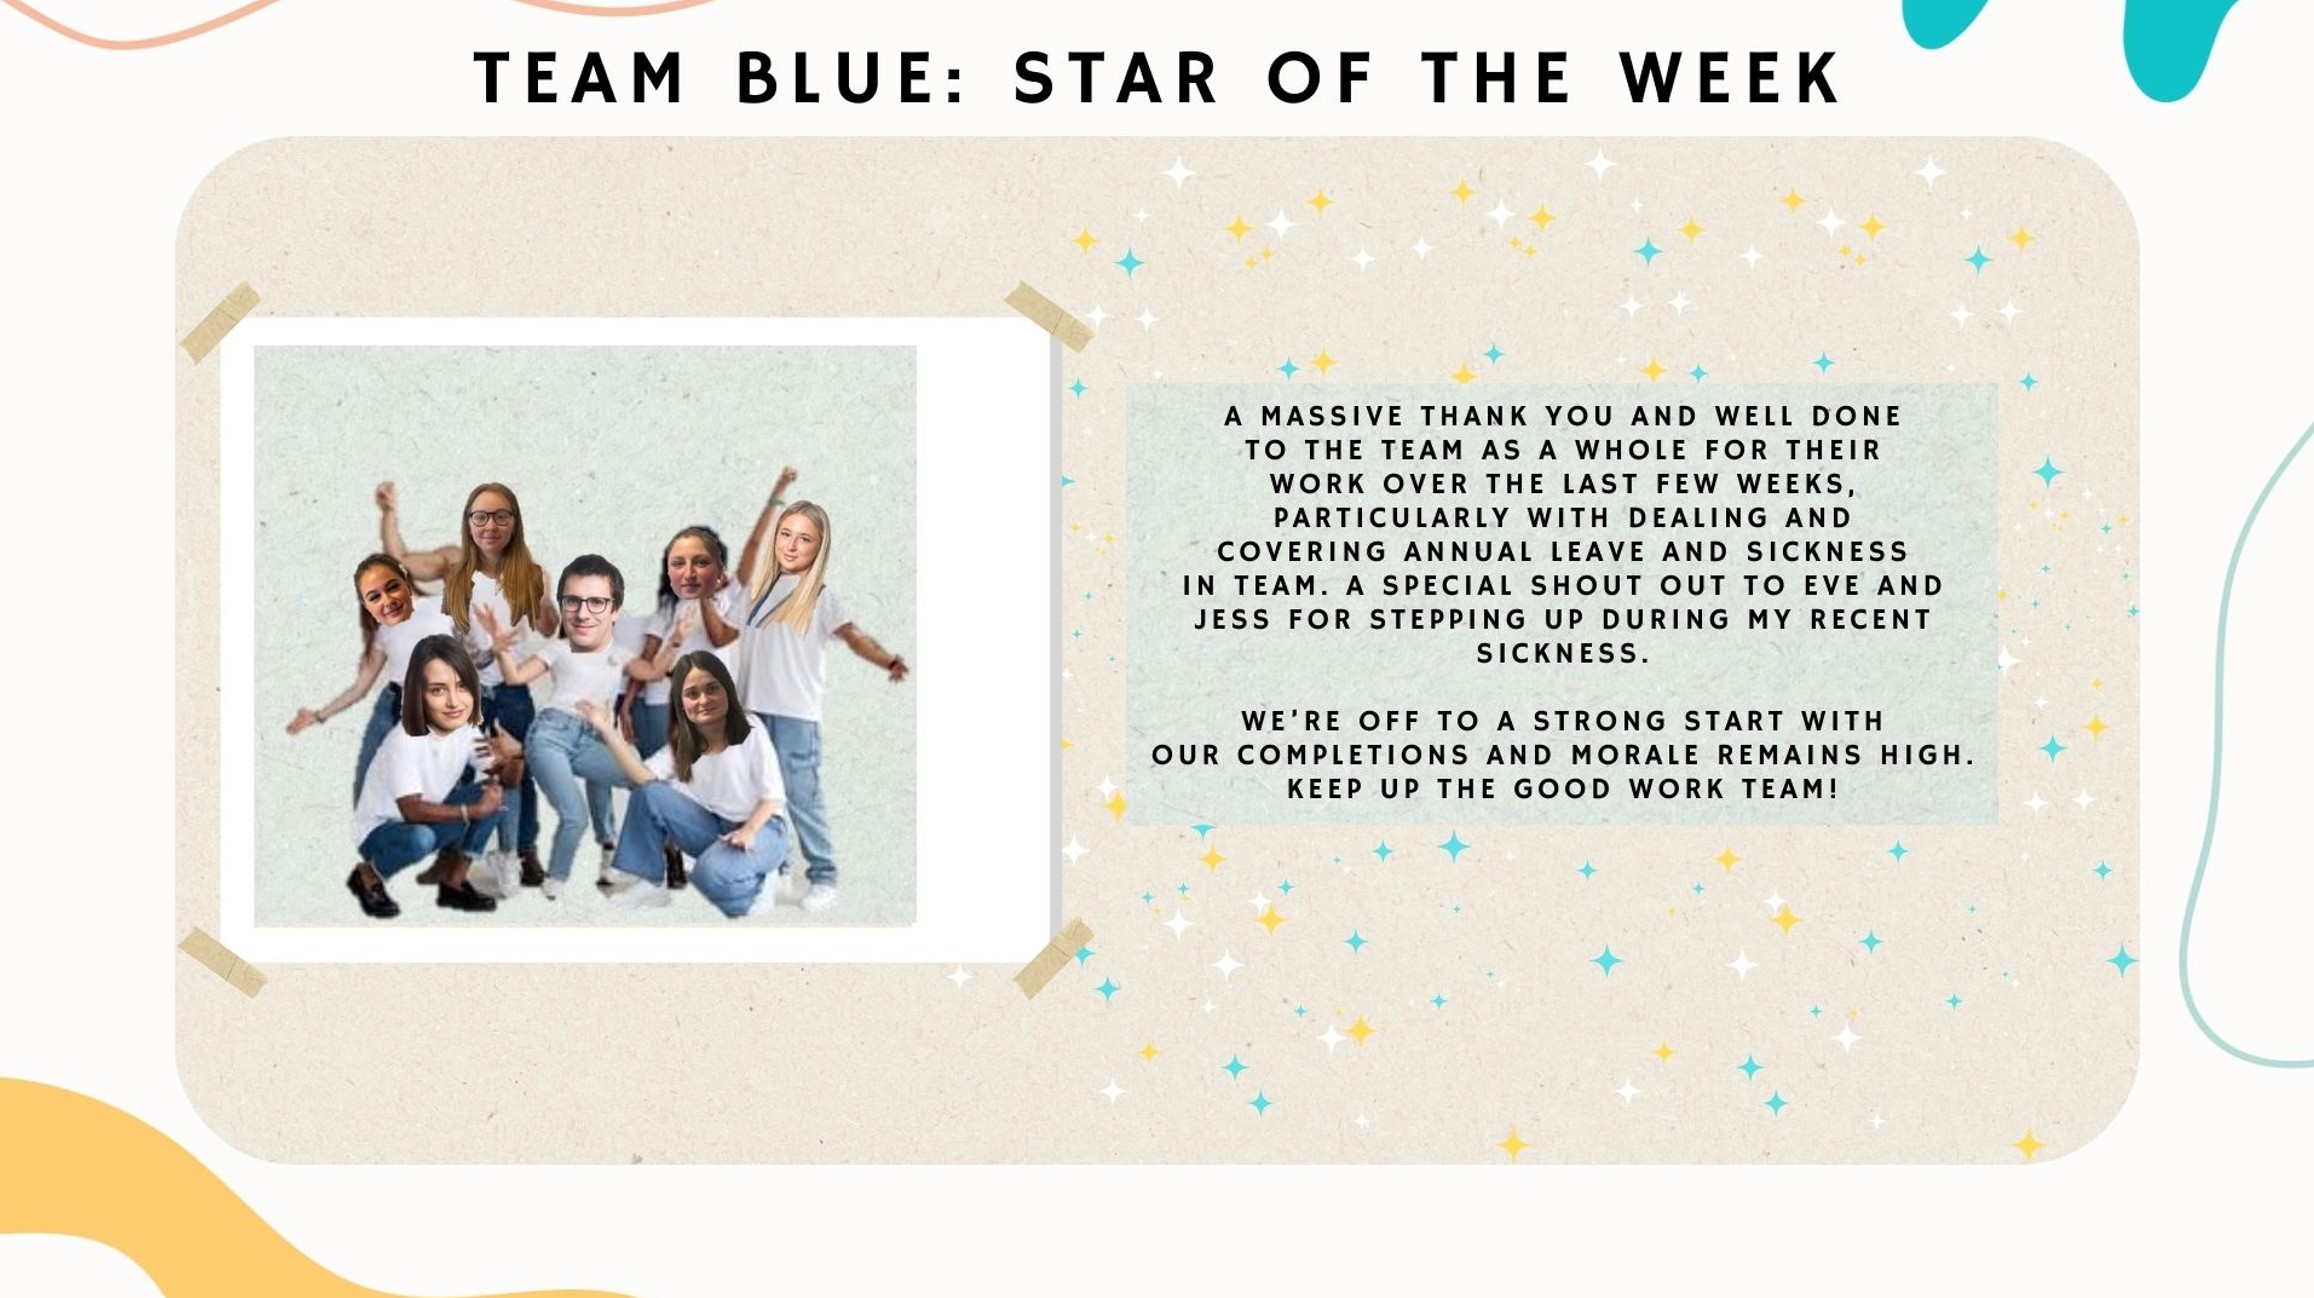 TEAM BLUE: STAR OF THE WEEK
A MASSIVE THANK YOU AND WELL DONE
TO THE TEAM AS A WHOLE FOR THEIR
WORK OVER THE LAST FEW WEEKS,
PARTICULARLY WITH DEALING AND
COVERING ANNUAL LEAVE AND SICKNESS
IN TEAM. A SPECIAL SHOUT OUT TO EVE AND
JESS FOR STEPPING UP DURING MY RECENT
SICKNESS.
WE'RE OFF TO A STRONG START WITH
OUR COMPLETIONS AND MORALE REMAINS HIGH.
KEEP UP THE GOOD WORK TEAM!